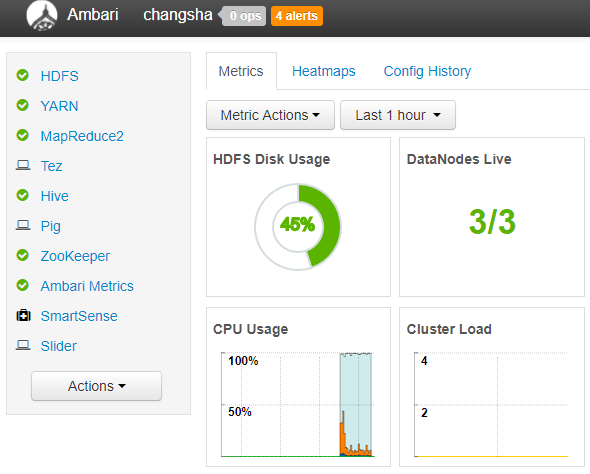 Ambari changsha 0 ops 4 alerts
HDFS
YARN
MapReduce2
Tez
Hive
Pig
ZooKeeper
Ambari Metrics
SmartSense
Slider
Actions
Metrics Heatmaps Config History
Metric Actions Last 1 hour
HDFS Disk Usage
45%
DataNodes Live
3/3
CPU Usage
100%
50%
Cluster Load
4
2